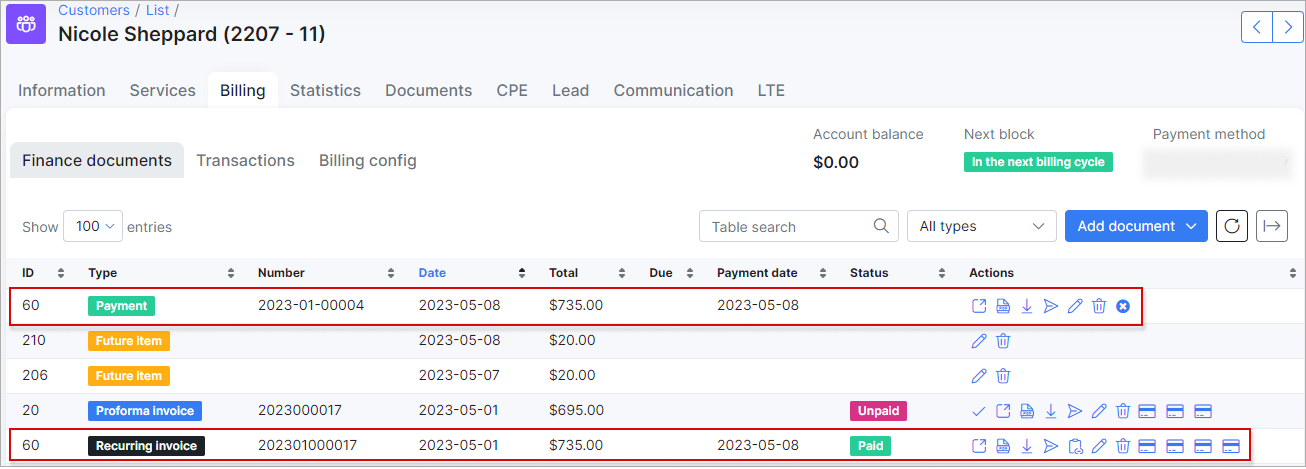 Customers / List /
Nicole Sheppard (2207 - 11)
Information Services Billing Statistics Documents CPE Lead Communication LTE
Account balance Next block Payment method
Finance documents Transactions Billing config
$0.00 In the next billing cycle
Show 100 entries Table search All types Add document
ID Type Number Date Total Due Payment date Status Actions
60 Payment 2023-01-00004 2023-05-08 $735.00 2023-05-08
210 Future item 2023-05-08 $20.00
206 Future item 2023-05-07 $20.00
20 Proforma invoice 2023000017 2023-05-01 $695.00 Unpaid
60 Recurring invoice 202301000017 2023-05-01 $735.00 2023-05-08 Paid